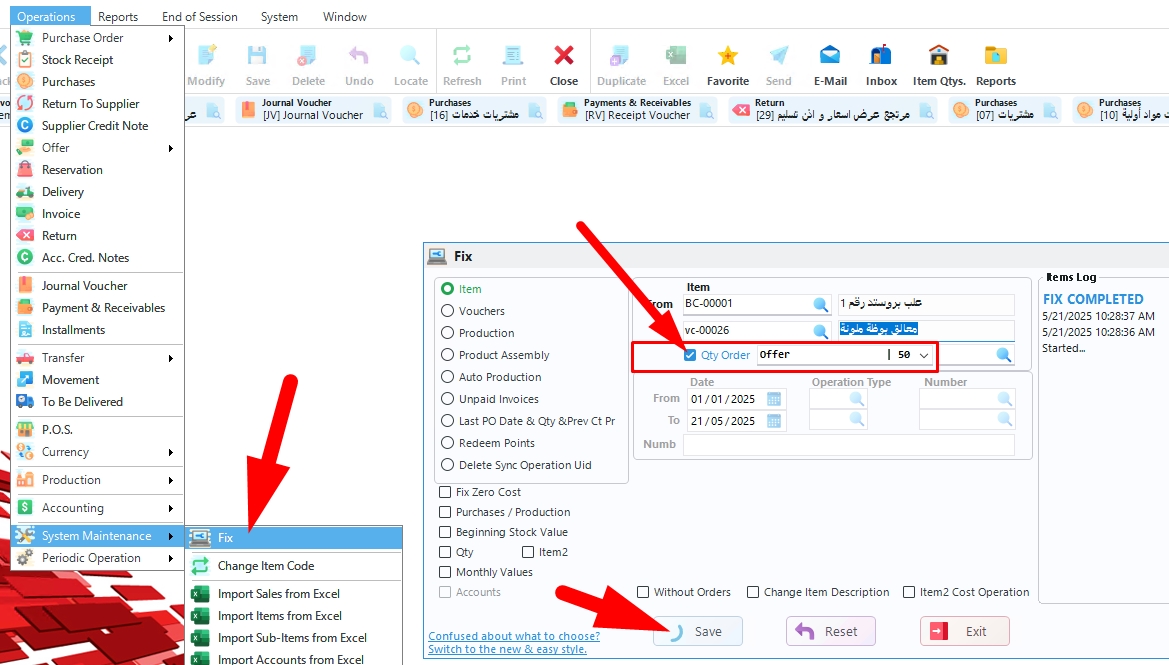 Operations Reports End of Session System Window
Purchase Order
Stock Receipt
Purchases
Return To Supplier
Supplier Credit Note
Offer
Reservation
Delivery
Invoice
Return
Acc. Cred. Notes
Journal Voucher
Payment & Receivables
Installments
Transfer
Movement
To Be Delivered
P.O.S.
Currency
Production
Accounting
System Maintenance
Periodic Operation
Modify Save Delete Undo Locate Refresh Print Close Duplicate Excel Favorite Send E-Mail Inbox Item Qtys. Reports
Journal Voucher
[JV] Journal Voucher
Purchases
[16] مشتريات خدمات
Payments & Receivables
[RV] Receipt Voucher
Return
[29] مرتجع عرض اسعار و اذن تسليم
Purchases
[07] مشتريات
Purchases
[10] مواد أولية
Fix
Change Item Code
Import Sales from Excel
Import Items from Excel
Import Sub-Items from Excel
Import Accounts from Excel
Fix
Item
Vouchers
Production
Product Assembly
Auto Production
Unpaid Invoices
Last PO Date & Qty &Prev Ct Pr
Redeem Points
Delete Sync Operation Uid
Fix Zero Cost
Purchases / Production
Beginning Stock Value
Qty Item2
Monthly Values
Accounts
Item
From BC-00001 علب بروستد رقم 1
vc-00026 معالق بوظة ملونة
Qty Order Offer | 50
Date Operation Type Number
From 01/01/2025
To 21/05/2025
Numb
Without Orders Change Item Description Item2 Cost Operation
Save Reset Exit
Confused about what to choose?
Switch to the new & easy style.
Items Log
FIX COMPLETED
5/21/2025 10:28:37 AM
5/21/2025 10:28:36 AM
Started...